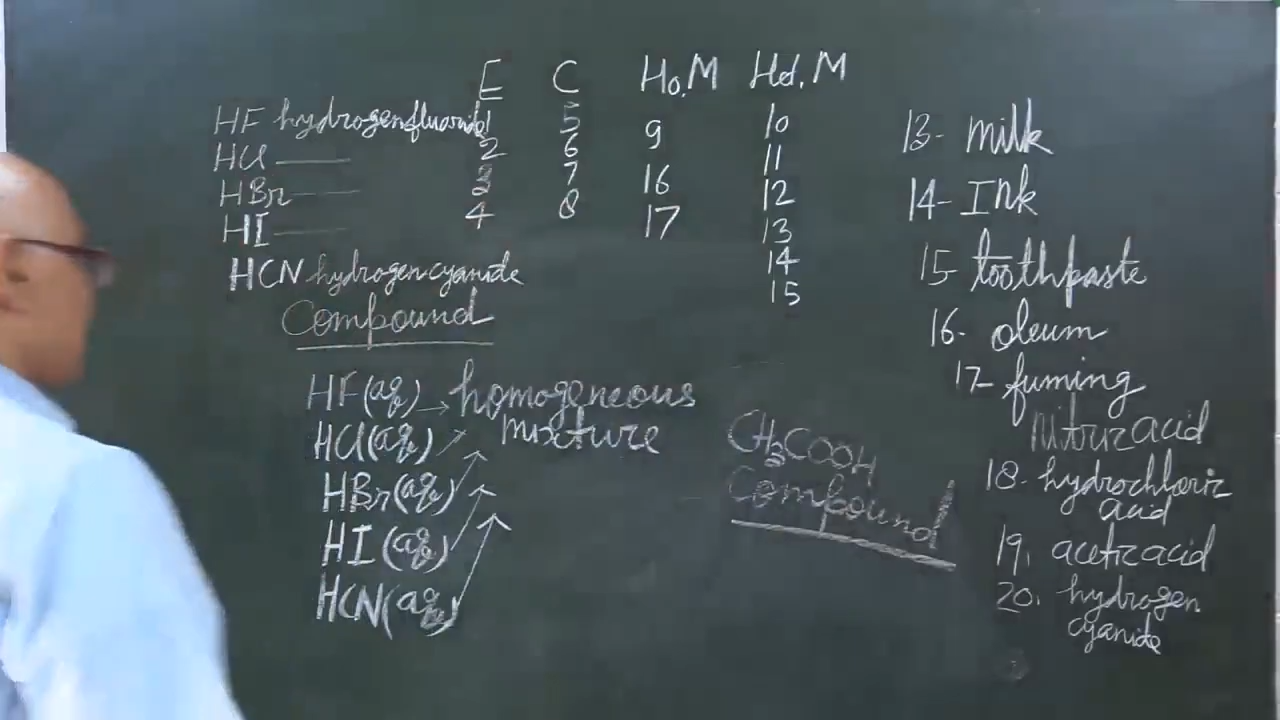 E C Ho.M Hd.M
HF hydrogenfluoride 1 5 9 10
HCl 2 6 11
HBr 3 7 16 12
HI 4 8 17 13
14
15
HCN hydrogencyanide
Compound
HF(aq) → homogeneous
mixture
HCl(aq)
HBr(aq)
HI(aq)
HCN(aq)
CH3COOH
Compound
13- milk
14- Ink
15- toothpaste
16- oleum
17- fuming
Nitric acid
18. hydrochloric
acid
19. acetic acid
20. hydrogen
cyanide